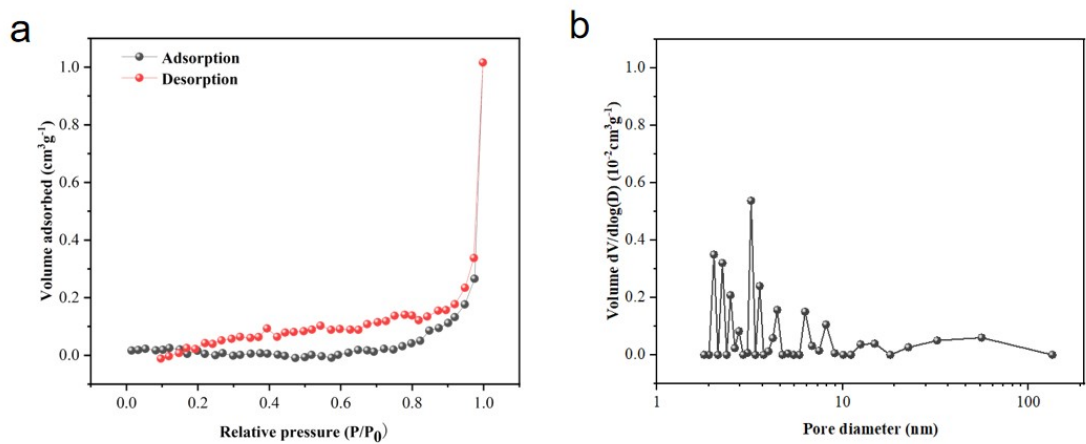 a
Adsorption
Desorption
1.0
0.8
0.6
0.4
0.2
0.0
Volume adsorbed (cm³g⁻¹)
0.0 0.2 0.4 0.6 0.8 1.0
Relative pressure (P/P₀)
b
1.0
0.8
0.6
0.4
0.2
0.0
Volume dV/dlog(D) (10⁻²cm³g⁻¹)
1 10 100
Pore diameter (nm)